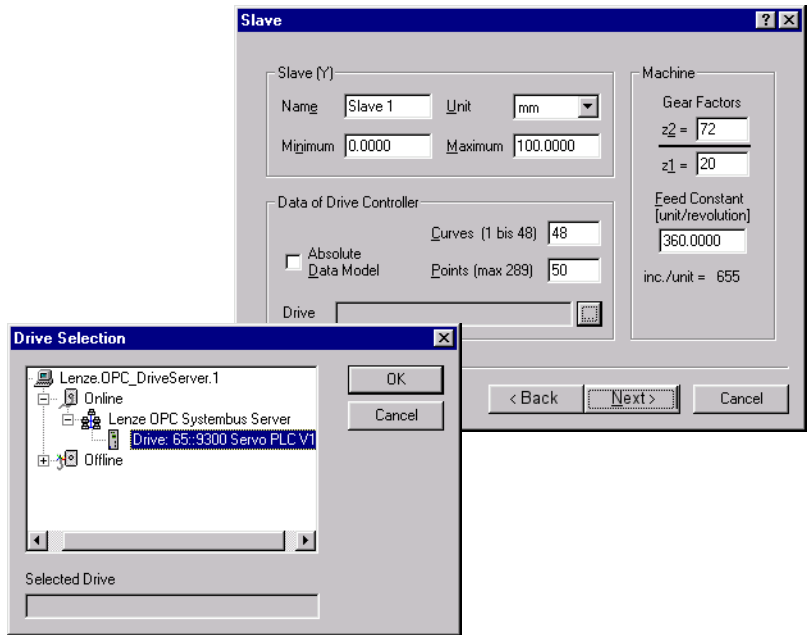 Slave
Slave (Y)
Name Slave 1 Unit mm
Minimum 0.0000 Maximum 100.0000
Machine
Gear Factors
z2 = 72
z1 = 20
Feed Constant
[unit/revolution]
360.0000
inc./unit = 655
Data of Drive Controller
Curves (1 bis 48) 48
Absolute
Data Model
Points (max 289) 50
Drive ...
< Back Next > Cancel
Drive Selection
Lenze.OPC_DriveServer.1
Online
Lenze OPC Systembus Server
Drive: 65::9300 Servo PLC V1
Offline
OK
Cancel
Selected Drive